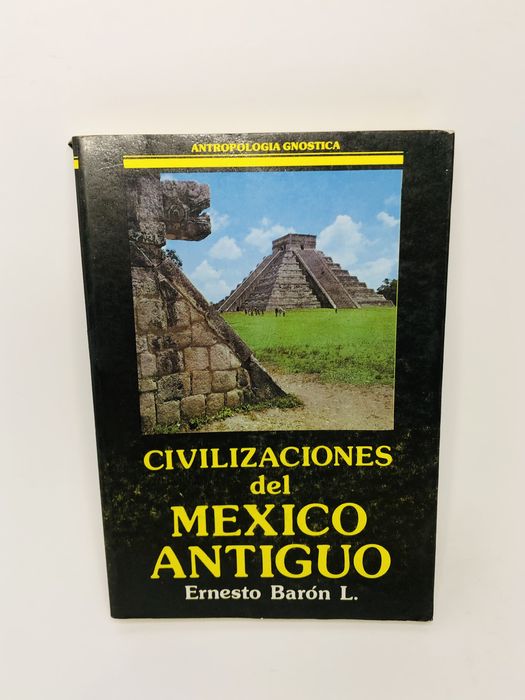 ANTROPOLOGIA GNOSTICA
CIVILIZACIONES
del
MEXICO
ANTIGUO
Ernesto Barón L.